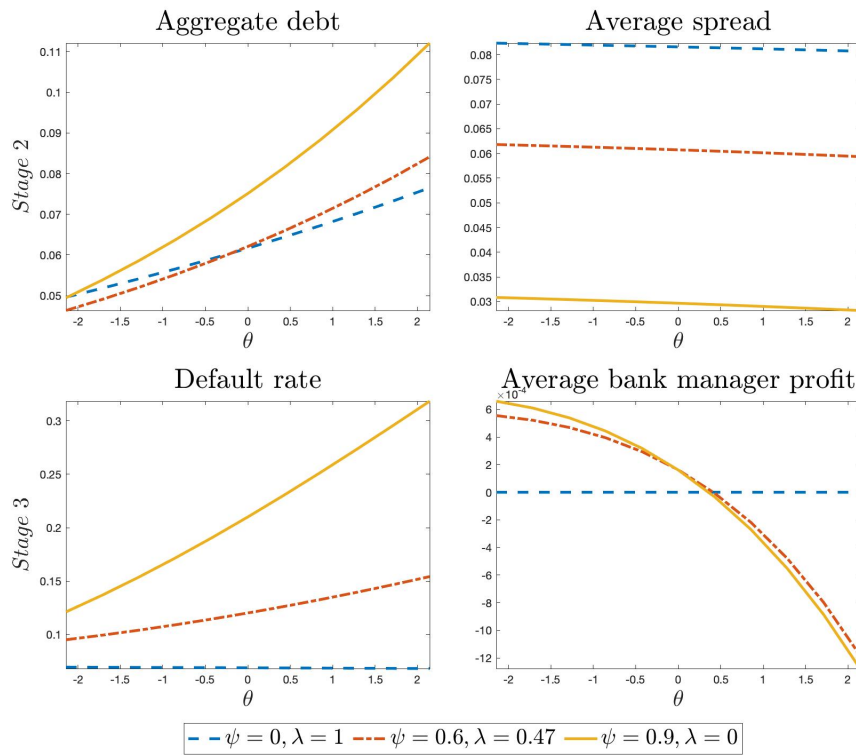 Aggregate debt
Average spread
Stage 2
0.11
0.1
0.09
0.08
0.07
0.06
0.05
-2 -1.5 -1 -0.5 0 0.5 1 1.5 2
θ
0.08
0.075
0.07
0.065
0.06
0.055
0.05
0.045
0.04
0.035
0.03
-2 -1.5 -1 -0.5 0 0.5 1 1.5 2
θ
Default rate
Average bank manager profit
Stage 3
0.3
0.25
0.2
0.15
0.1
-2 -1.5 -1 -0.5 0 0.5 1 1.5 2
θ
×10⁻⁴
6
4
2
0
-2
-4
-6
-8
-10
-12
-2 -1.5 -1 -0.5 0 0.5 1 1.5 2
θ
ψ = 0, λ = 1 ψ = 0.6, λ = 0.47 ψ = 0.9, λ = 0